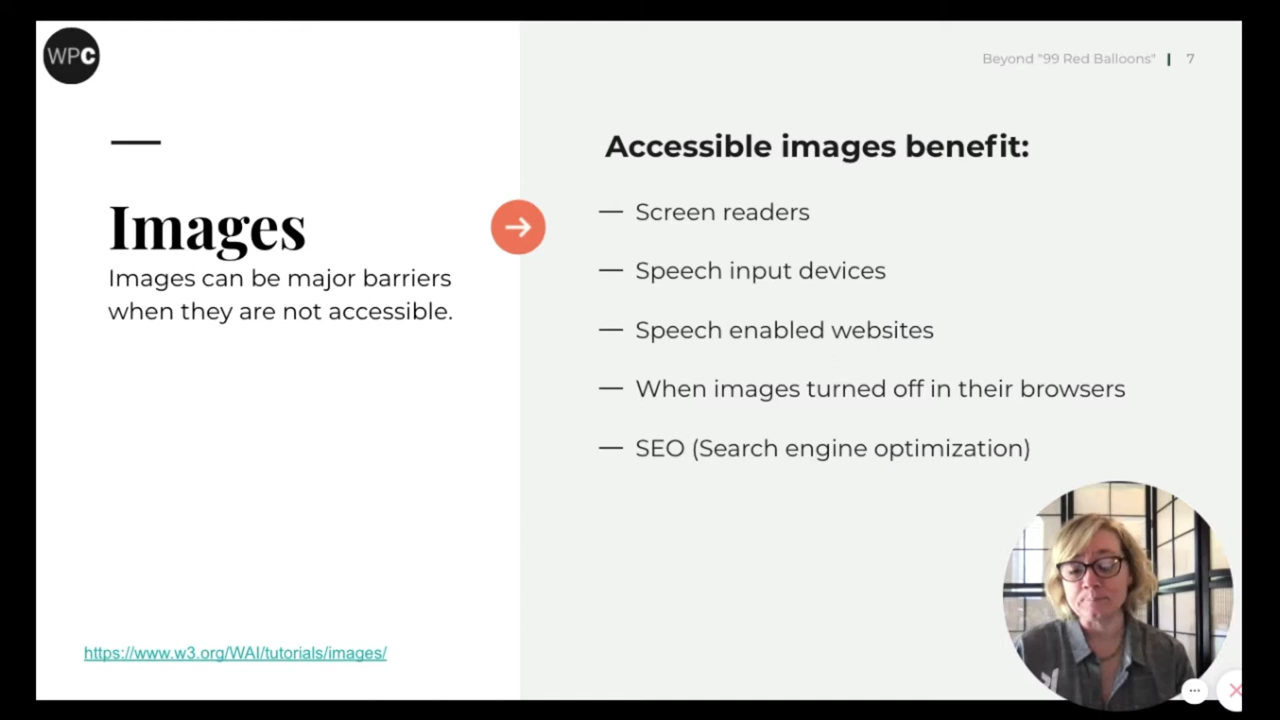 WPC
Beyond "99 Red Balloons" | 7
Images
Images can be major barriers
when they are not accessible.
Accessible images benefit:
— Screen readers
— Speech input devices
— Speech enabled websites
— When images turned off in their browsers
— SEO (Search engine optimization)
https://www.w3.org/WAI/tutorials/images/